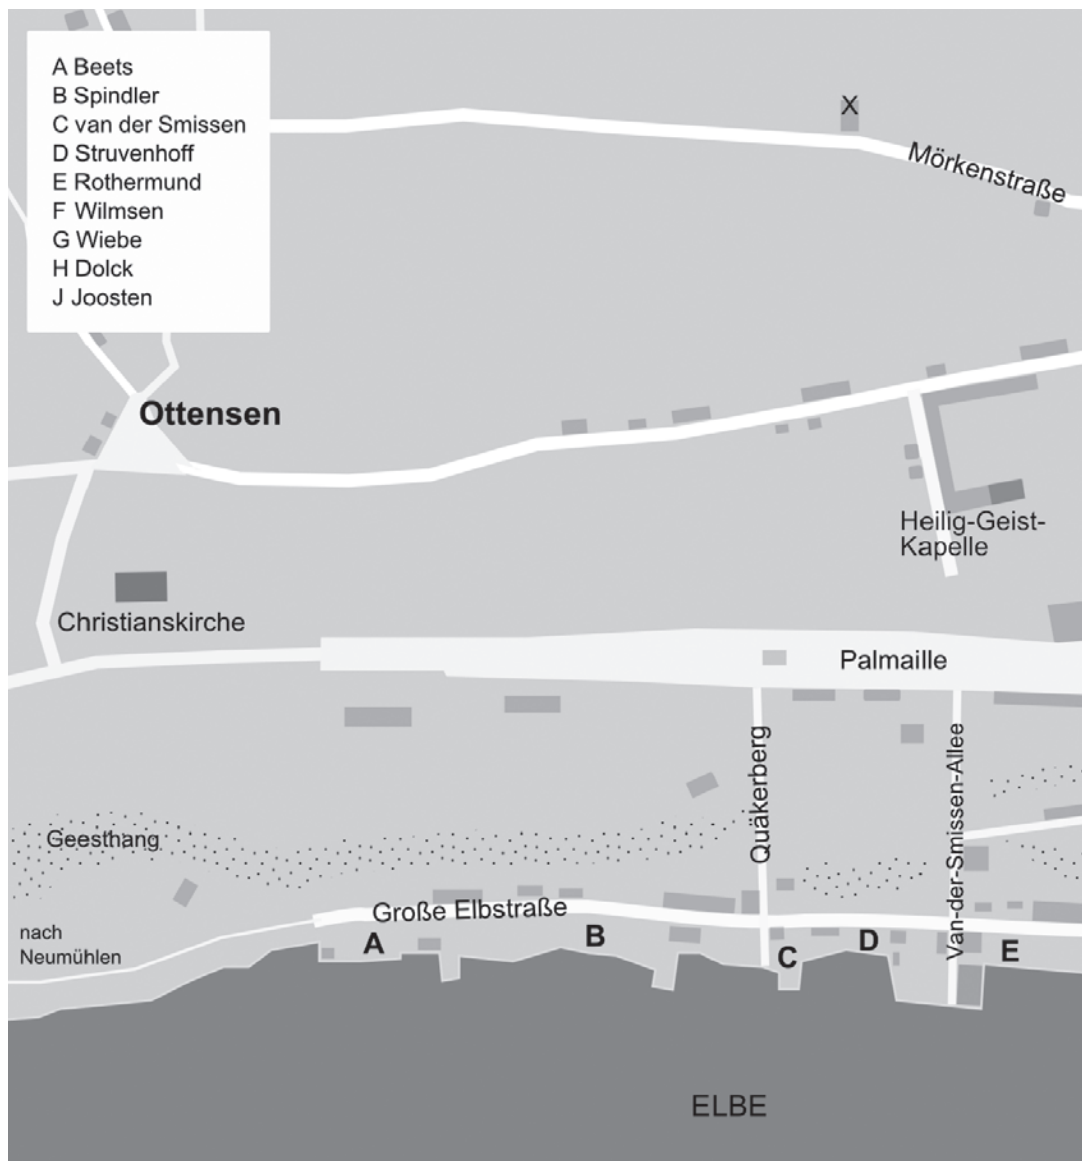 A Beets
B Spindler
C van der Smissen
D Struvenhoff
E Rothermund
F Wilmsen
G Wiebe
H Dolck
J Joosten
X
Mörkenstraße
Ottensen
Heilig-Geist-
Kapelle
Christianskirche
Palmaille
Quäkerberg
Van-der-Smissen-Allee
Geesthang
Große Elbstraße
nach
Neumühlen
A
B
C
D
E
ELBE